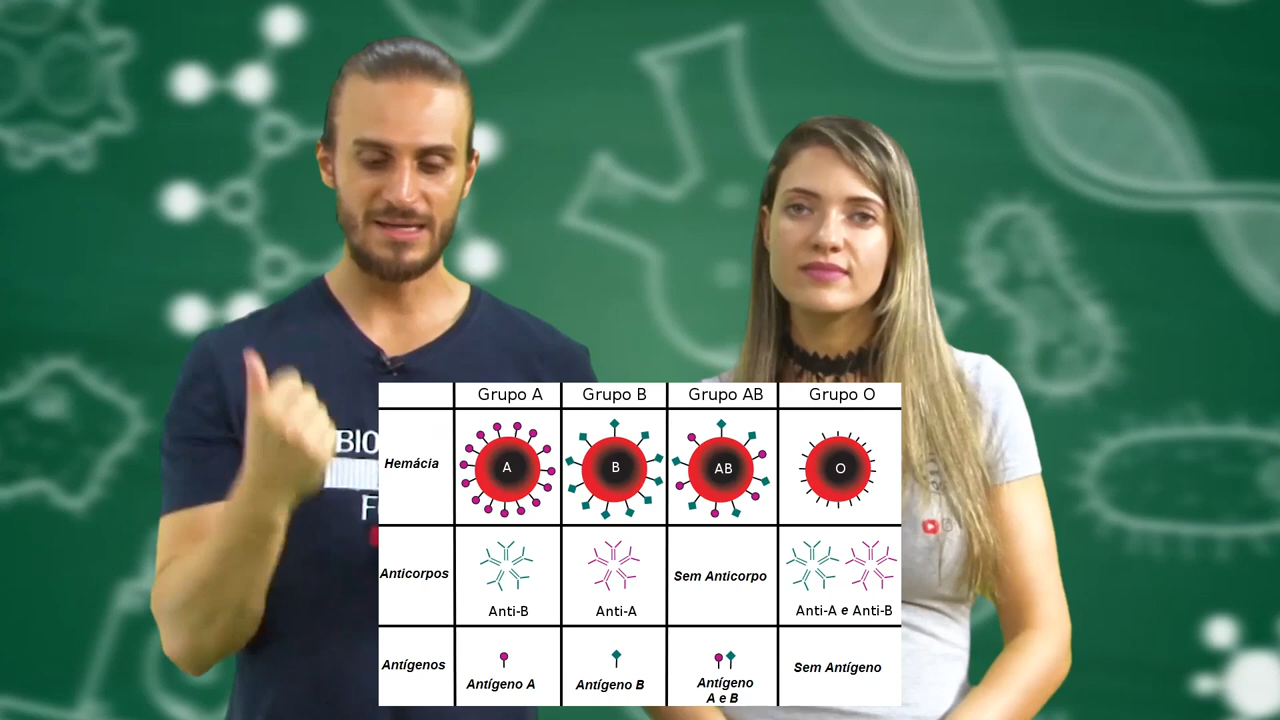 Grupo A Grupo B Grupo AB Grupo O
Hemácia A B AB O
Anticorpos Sem Anticorpo
Anti-B Anti-A Anti-A e Anti-B
Antígenos Sem Antígeno
Antígeno A Antígeno B Antígeno
A e B
BIO